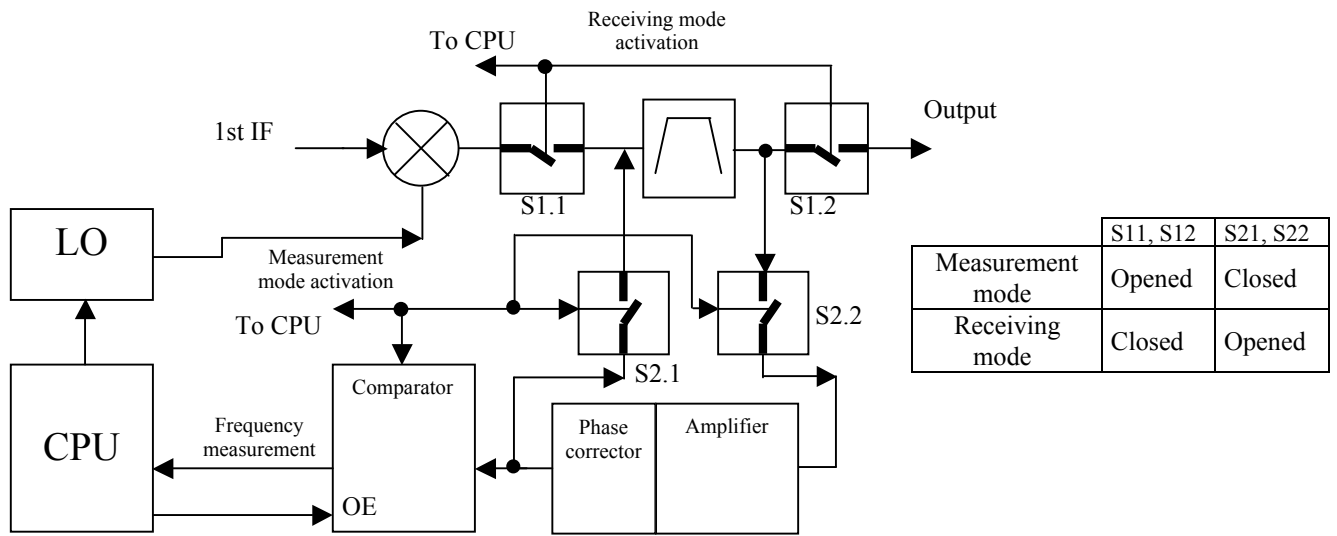 Receiving mode
activation
To CPU
Output
1st IF
S1.1
S1.2
LO
Measurement
mode activation
To CPU
S2.1
S2.2
Comparator
Phase
corrector
Amplifier
Frequency
measurement
CPU
OE
S11, S12 S21, S22
Measurement
mode
Opened Closed
Receiving
mode
Closed Opened